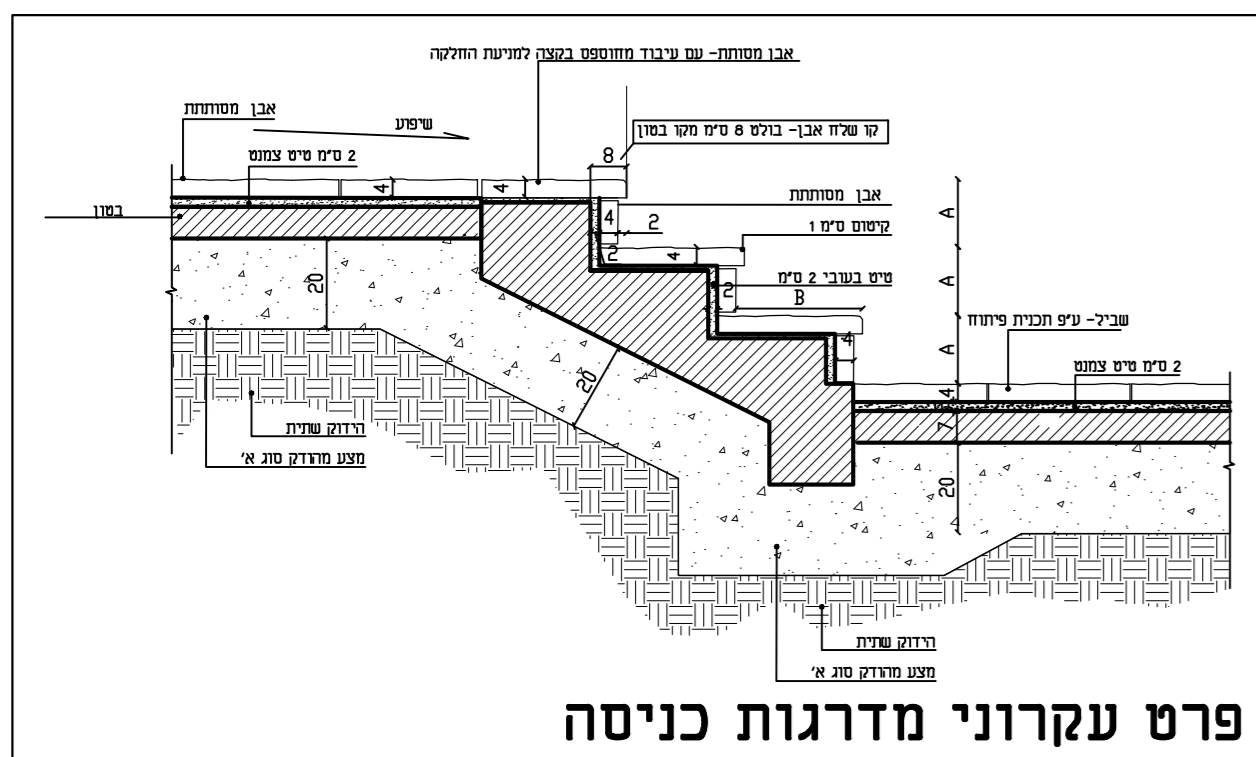 אבן מסותת- עם עיבוד מחוספס בקצה למניעת החלקה
אבן מסותתת
שיפוע
קו שלח אבן- בולט 8 ס"מ מקו בטון
2 ס"מ טיט צמנט
8
4
4
אבן מסותתת
בטון
4
2
A
קיטום ס"מ 1
2
4
20
טיט בעובי 2 ס"מ
2
B
A
שביל- ע"פ תכנית פיתוח
4
A
2 ס"מ טיט צמנט
20
4
7
הידוק שתית
מצע מהודק סוג א'
20
הידוק שתית
מצע מהודק סוג א'
פרט עקרוני מדרגות כניסה